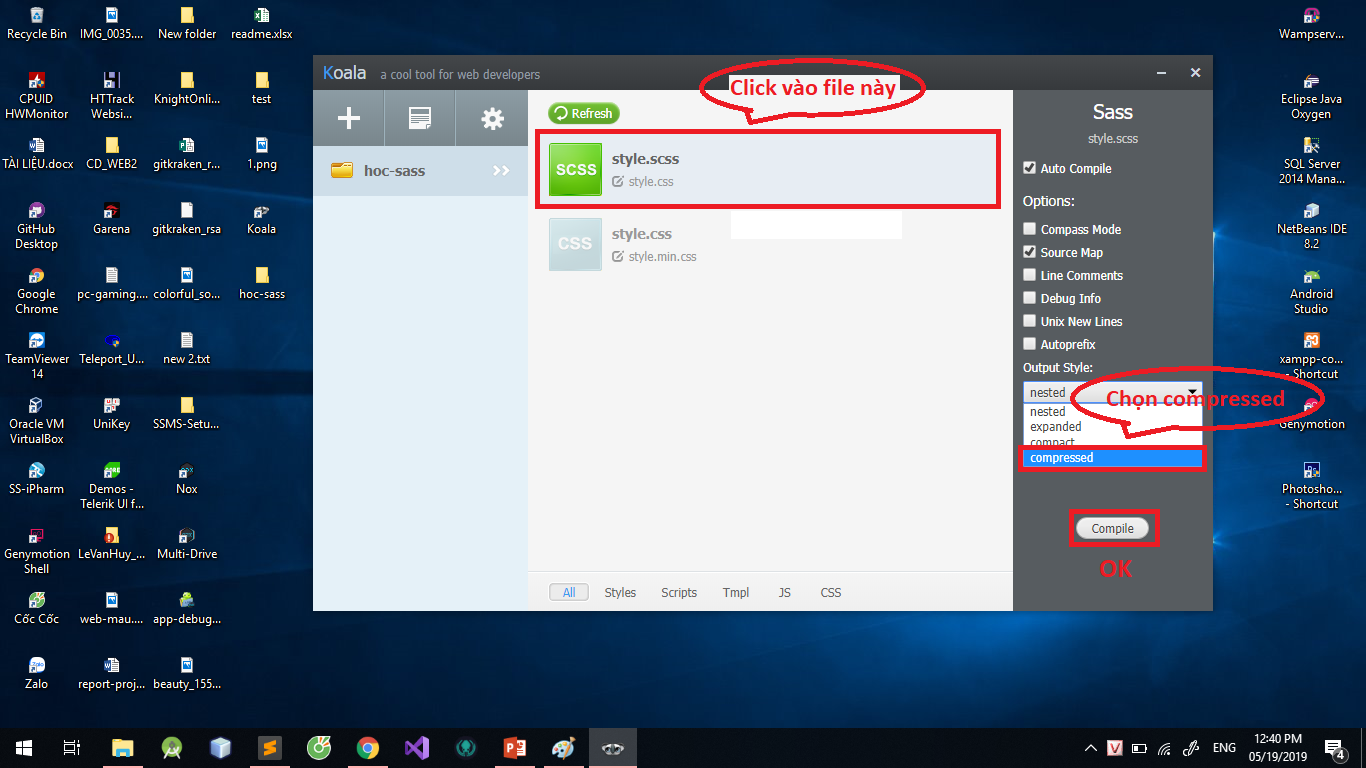 Recycle Bin
IMG_0035....
New folder
readme.xlsx
CPUID
HWMonitor
HTTrack
Websi...
KnightOnli...
test
TÀI LIỆU.docx
CD_WEB2
gitkraken_r...
1.png
GitHub
Desktop
Garena
gitkraken_rsa
Koala
Google
Chrome
pc-gaming....
colorful_so...
hoc-sass
TeamViewer
14
Teleport_U...
new 2.txt
Oracle VM
VirtualBox
UniKey
SSMS-Setu...
SS-iPharm
Demos -
Telerik UI f...
Nox
Genymotion
Shell
LeVanHuy_...
Multi-Drive
Cốc Cốc
web-mau....
app-debug...
Zalo
report-proj...
beauty_155...
Koala a cool tool for web developers
hoc-sass
Refresh
Click vào file này
SCSS
style.scss
style.css
CSS
style.css
style.min.css
All Styles Scripts Tmpl JS CSS
Sass
style.scss
Auto Compile
Options:
Compass Mode
Source Map
Line Comments
Debug Info
Unix New Lines
Autoprefix
Output Style:
nested
Chọn compressed
nested
expanded
compact
compressed
Compile
OK
Wampserv...
Eclipse Java
Oxygen
SQL Server
2014 Mana...
NetBeans IDE
8.2
Android
Studio
xampp-co...
- Shortcut
Genymotion
Photosho...
- Shortcut
ENG
12:40 PM
05/19/2019
4